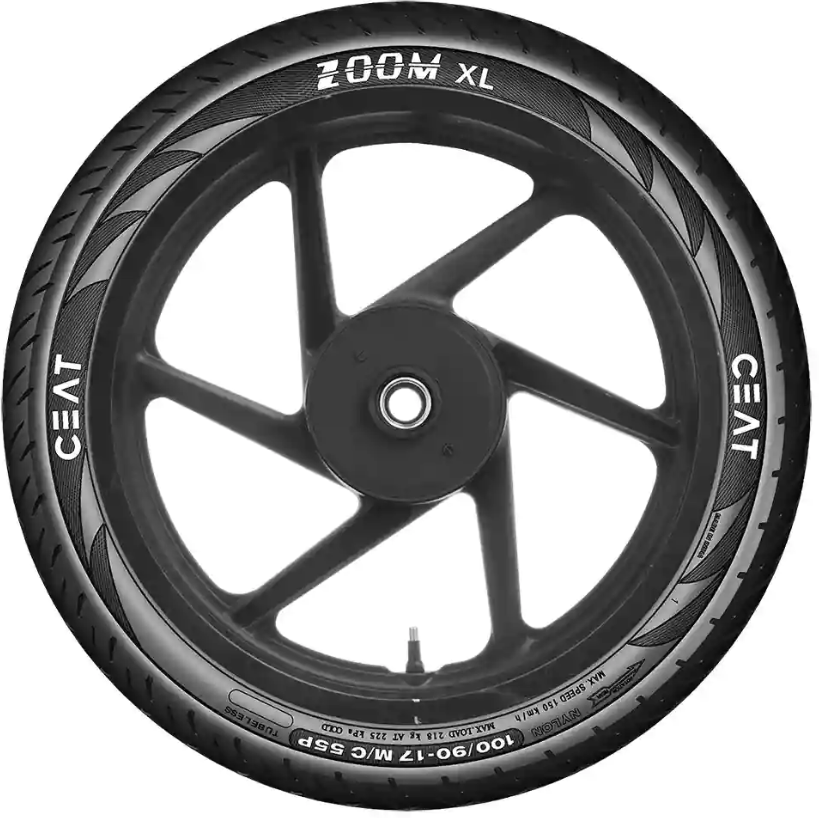 ZOOM XL
CEAT
CEAT
MADE IN INDIA
MAX. SPEED 150 km/h
NYLON
MAX. LOAD 218 kg AT 225 kPa COLD
100/90-17 M/C 55P
TUBELESS